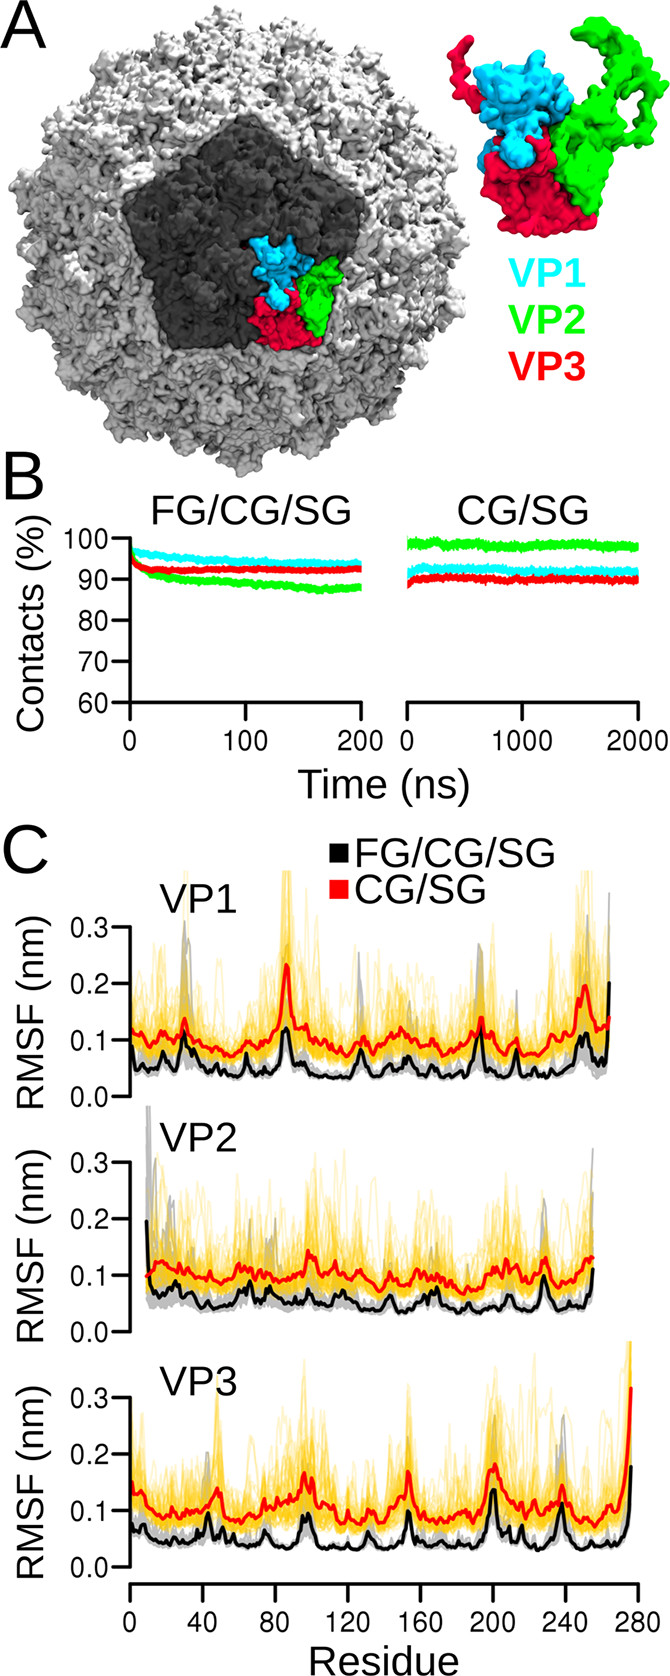 A
VP1
VP2
VP3
B
FG/CG/SG CG/SG
Contacts (%)
100
90
80
70
60
0 100 200 0 1000 2000
Time (ns)
C
FG/CG/SG
CG/SG
VP1
RMSF (nm)
0.3
0.2
0.1
0.0
VP2
RMSF (nm)
0.3
0.2
0.1
0.0
VP3
RMSF (nm)
0.3
0.2
0.1
0.0
0 40 80 120 160 200 240 280
Residue